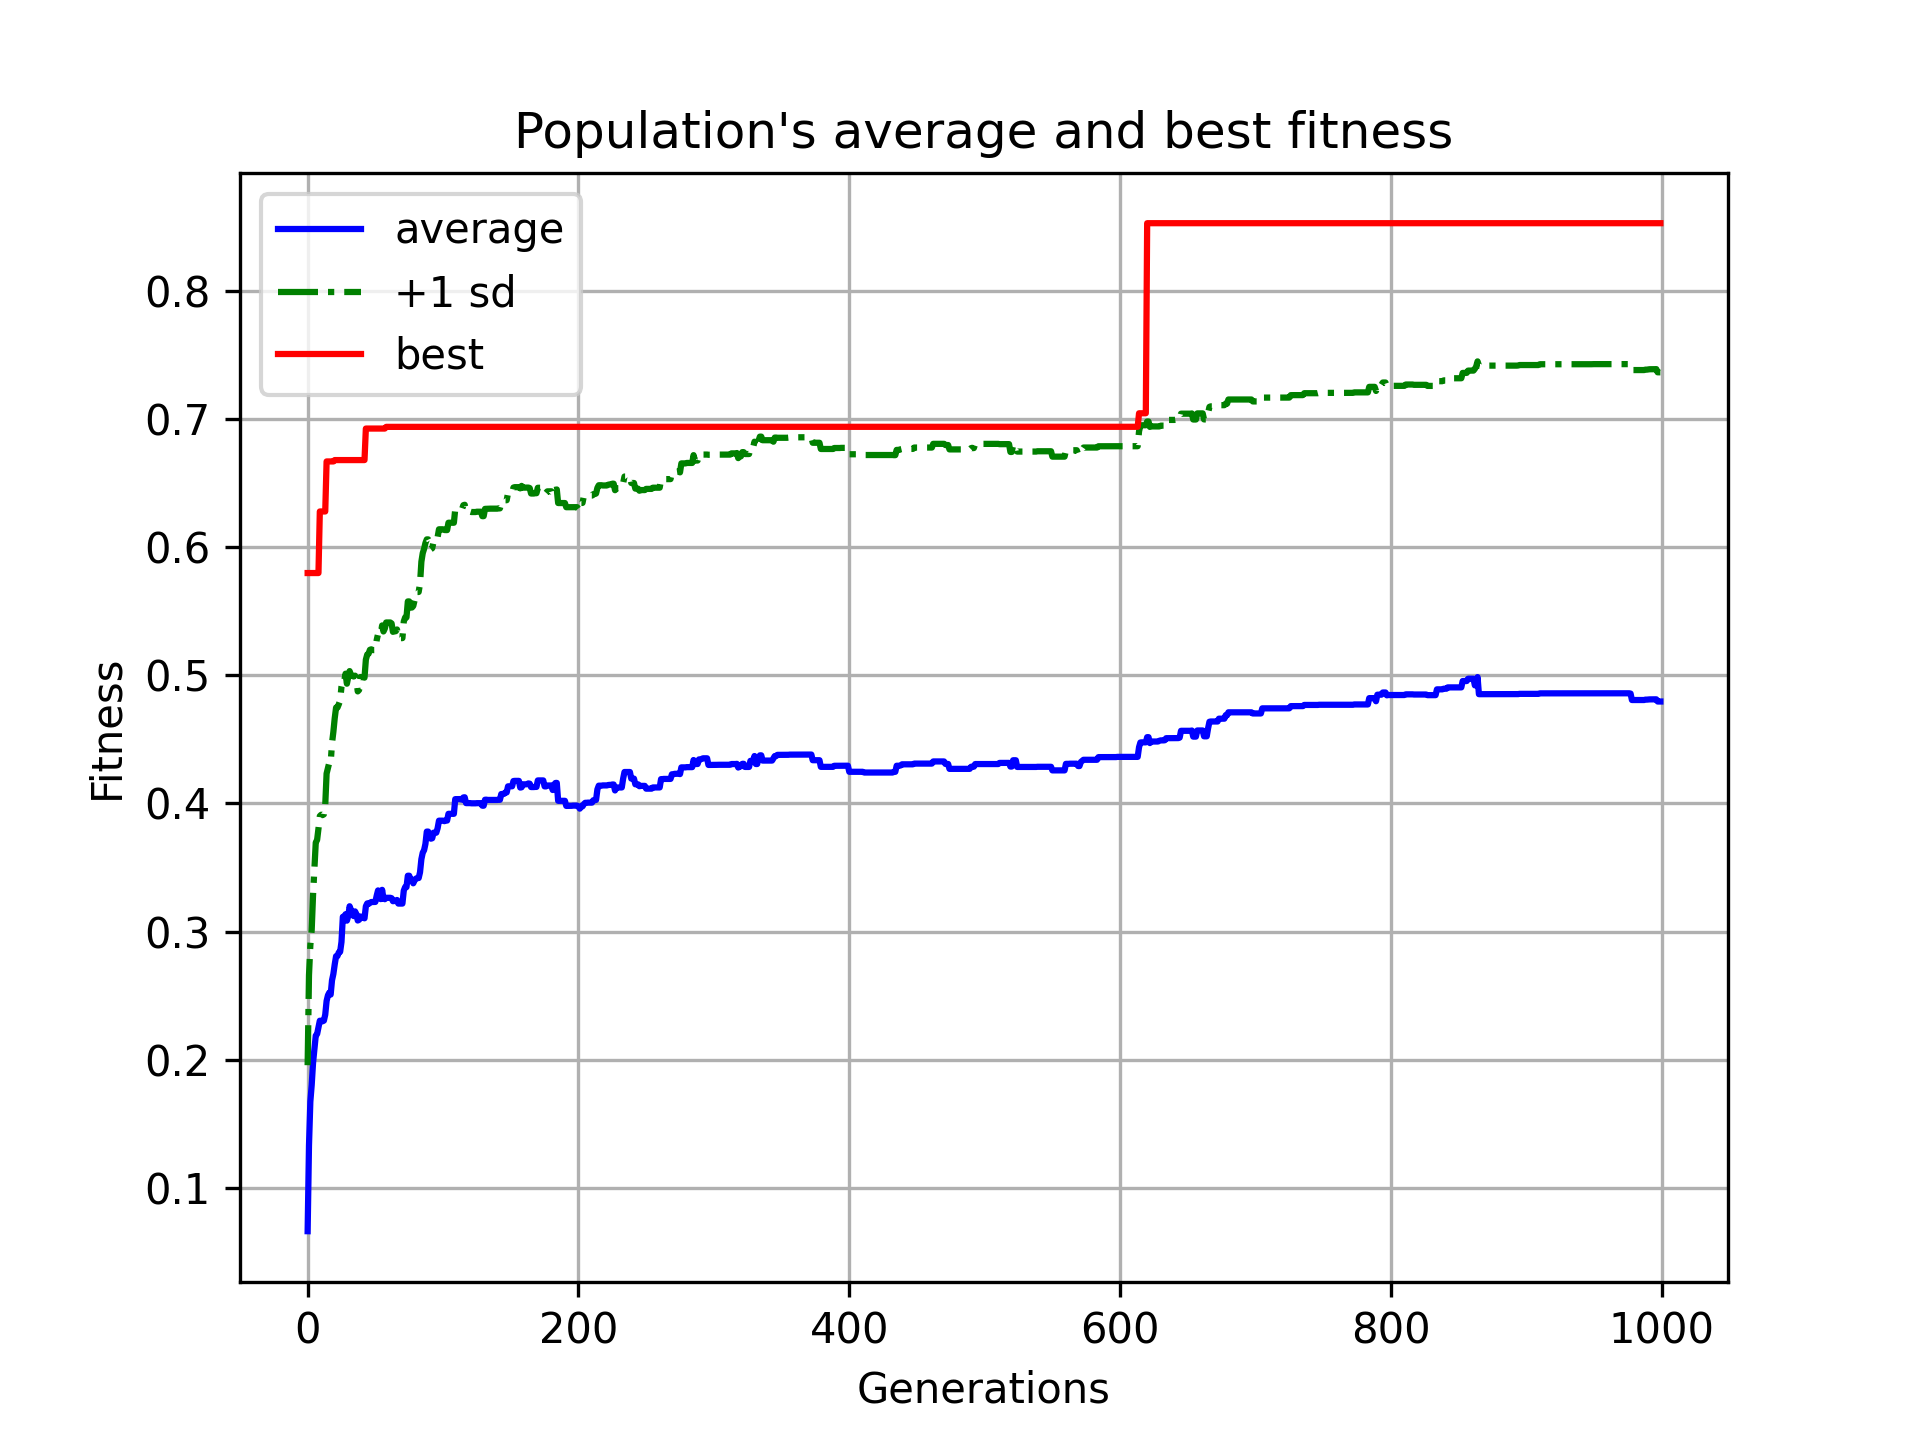 Population's average and best fitness
average
+1 sd
best
Fitness
0.8
0.7
0.6
0.5
0.4
0.3
0.2
0.1
0 200 400 600 800 1000
Generations